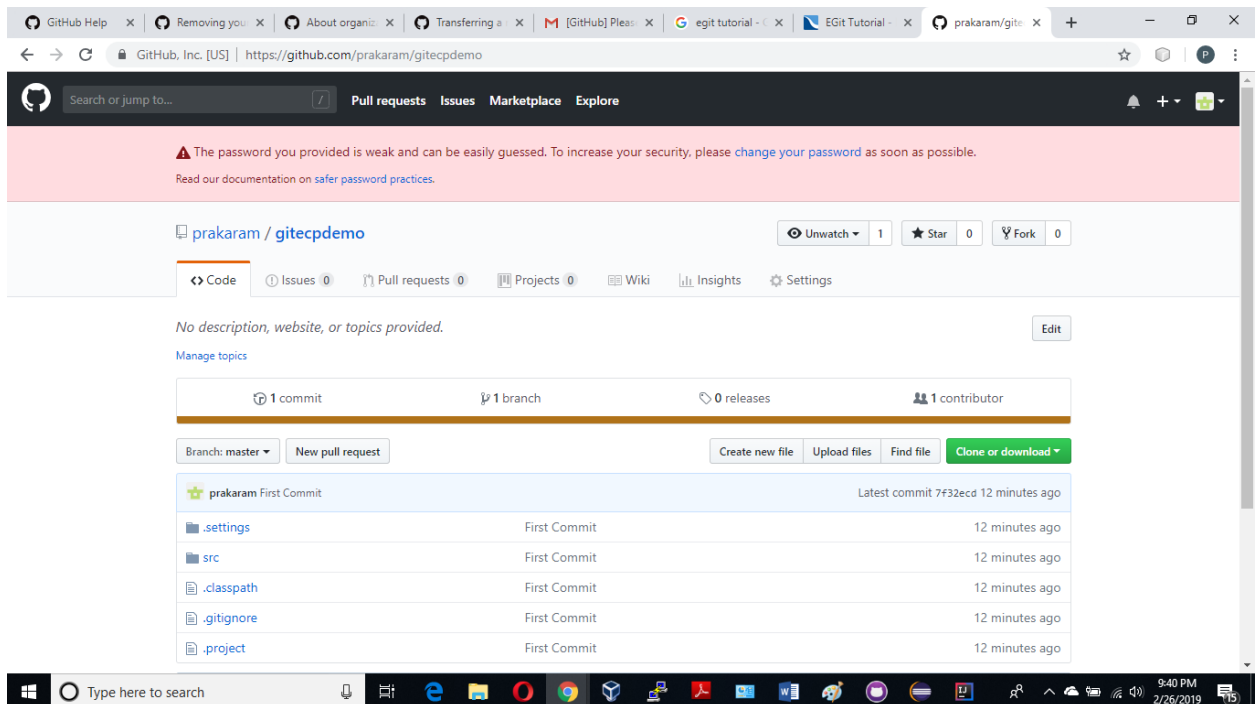 GitHub Help
Removing you
About organiz
Transferring a
[GitHub] Pleas
egit tutorial -
EGit Tutorial -
prakaram/gite
GitHub, Inc. [US] | https://github.com/prakaram/gitecpdemo
P
Search or jump to... /
Pull requests Issues Marketplace Explore
The password you provided is weak and can be easily guessed. To increase your security, please change your password as soon as possible.
Read our documentation on safer password practices.
prakaram / gitecpdemo
Unwatch 1 Star 0 Fork 0
Code Issues 0 Pull requests 0 Projects 0 Wiki Insights Settings
No description, website, or topics provided.
Edit
Manage topics
1 commit 1 branch 0 releases 1 contributor
Branch: master New pull request Create new file Upload files Find file Clone or download
prakaram First Commit Latest commit 7f32ecd 12 minutes ago
.settings First Commit 12 minutes ago
src First Commit 12 minutes ago
.classpath First Commit 12 minutes ago
.gitignore First Commit 12 minutes ago
.project First Commit 12 minutes ago
Type here to search
9:40 PM
2/26/2019
15